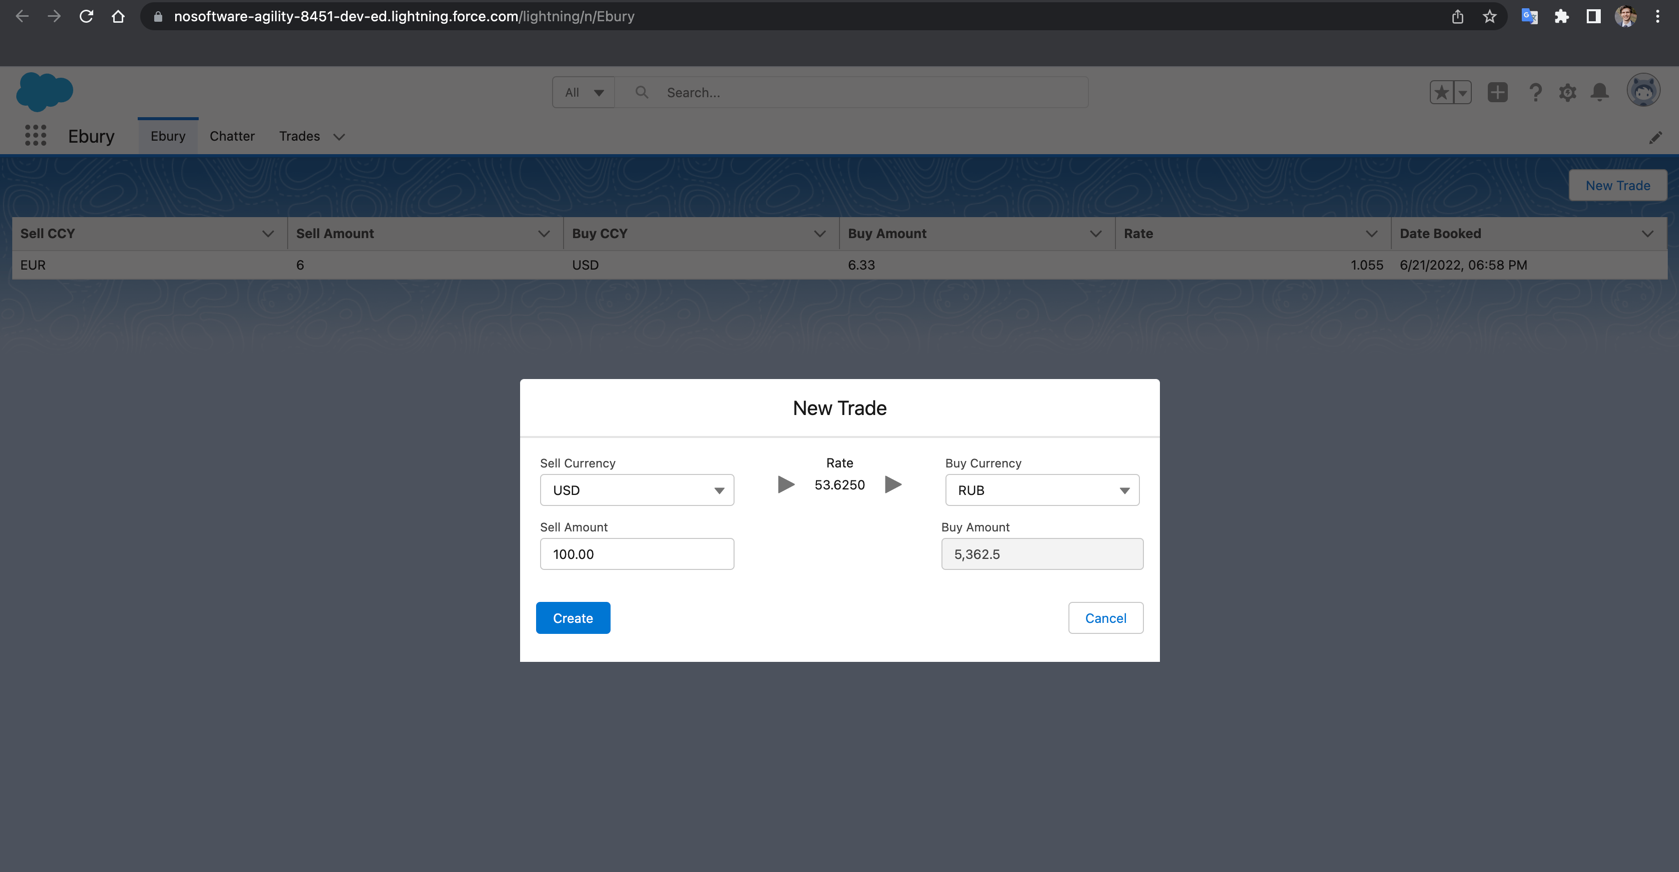 nosoftware-agility-8451-dev-ed.lightning.force.com/lightning/n/Ebury
All Search...
Ebury Ebury Chatter Trades
New Trade
Sell CCY Sell Amount Buy CCY Buy Amount Rate Date Booked
EUR 6 USD 6.33 1.055 6/21/2022, 06:58 PM
New Trade
Sell Currency Rate Buy Currency
USD 53.6250 RUB
Sell Amount Buy Amount
100.00 5,362.5
Create Cancel